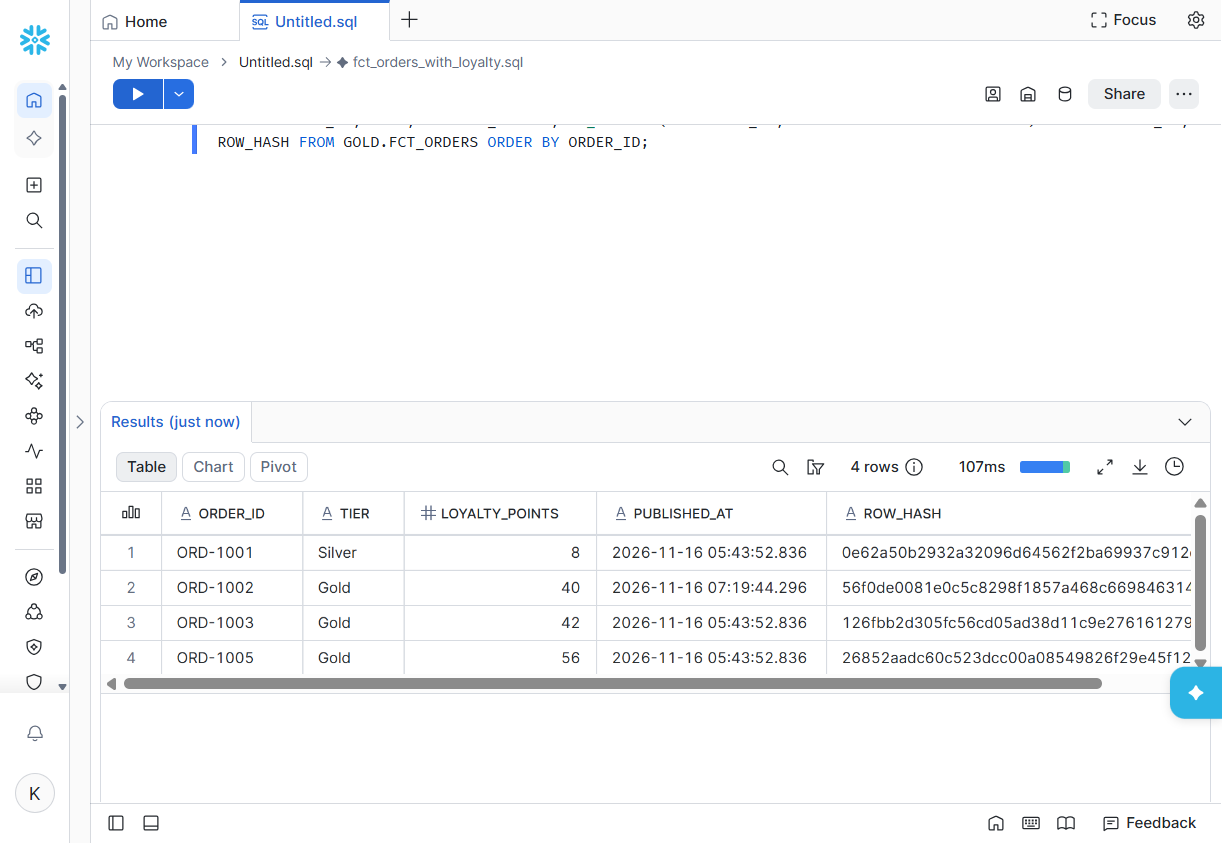 Home
SQL Untitled.sql
Focus
My Workspace > Untitled.sql → fct_orders_with_loyalty.sql
Share
ROW_HASH FROM GOLD.FCT_ORDERS ORDER BY ORDER_ID;
Results (just now)
Table Chart Pivot
4 rows 107ms
ORDER_ID TIER LOYALTY_POINTS PUBLISHED_AT ROW_HASH
1 ORD-1001 Silver 8 2026-11-16 05:43:52.836 0e62a50b2932a32096d64562f2ba69937c912
2 ORD-1002 Gold 40 2026-11-16 07:19:44.296 56f0de0081e0c5c8298f1857a468c669846314
3 ORD-1003 Gold 42 2026-11-16 05:43:52.836 126fbb2d305fc56cd05ad38d11c9e276161279
4 ORD-1005 Gold 56 2026-11-16 05:43:52.836 26852aadc60c523dcc00a08549826f29e45f12
K
Feedback